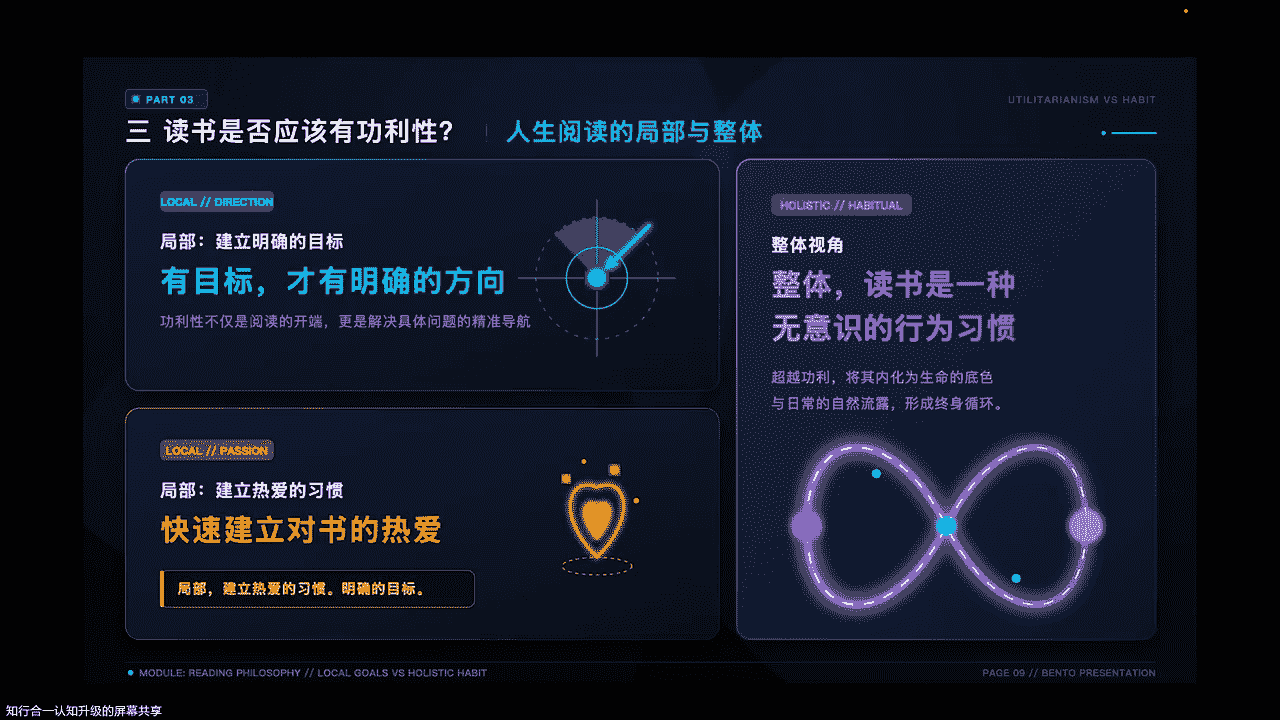 PART 03
UTILITARIANISM VS HABIT
三 读书是否应该有功利性?
人生阅读的局部与整体
LOCAL // DIRECTION
局部：建立明确的目标
有目标，才有明确的方向
功利性不仅是阅读的开端，更是解决具体问题的精准导航
LOCAL // PASSION
局部：建立热爱的习惯
快速建立对书的热爱
局部，建立热爱的习惯。明确的目标。
HOLISTIC // HABITUAL
整体视角
整体，读书是一种
无意识的行为习惯
超越功利，将其内化为生命的底色
与日常的自然流露，形成终身循环。
MODULE: READING PHILOSOPHY // LOCAL GOALS VS HOLISTIC HABIT
PAGE 09 // BENTO PRESENTATION
知行合一认知升级的屏幕共享